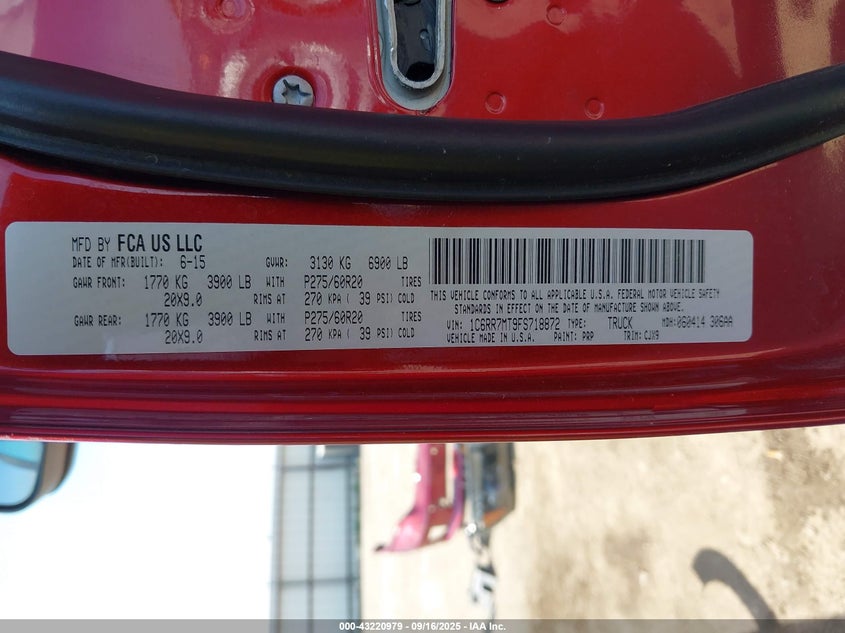 MFD BY FCA US LLC
DATE OF MFR(BUILT): 6-15 GVWR: 3130 KG 6900 LB
GAWR FRONT: 1770 KG 3900 LB WITH P275/60R20 TIRES
20X9.0 RIMS AT 270 KPA ( 39 PSI) COLD
GAWR REAR: 1770 KG 3900 LB WITH P275/60R20 TIRES
20X9.0 RIMS AT 270 KPA ( 39 PSI) COLD
THIS VEHICLE CONFORMS TO ALL APPLICABLE U.S.A. FEDERAL MOTOR VEHICLE SAFETY
STANDARDS IN EFFECT ON THE DATE OF MANUFACTURE SHOWN ABOVE.
VIN: 1C6RR7MT9FS718872 TYPE: TRUCK MDH: 060414 306AA
VEHICLE MADE IN U.S.A. PAINT: PRP TRIM: CJX9
000-43220979 - 09/16/2025 - IAA Inc.